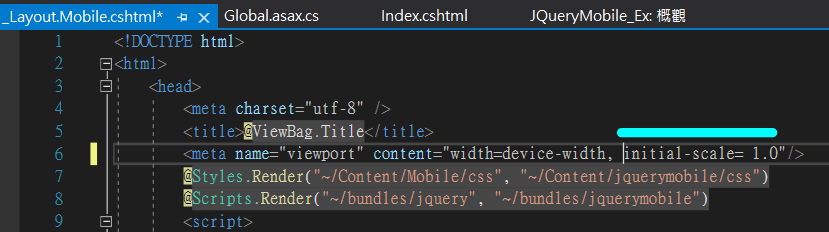 _Layout.Mobile.cshtml* Global.asax.cs Index.cshtml JQueryMobile_Ex: 概觀
1 <!DOCTYPE html>
2 <html>
3 <head>
4 <meta charset="utf-8" />
5 <title>@ViewBag.Title</title>
6 <meta name="viewport" content="width=device-width, initial-scale= 1.0"/>
7 @Styles.Render("~/Content/Mobile/css", "~/Content/jquerymobile/css")
8 @Scripts.Render("~/bundles/jquery", "~/bundles/jquerymobile")
9 <script>